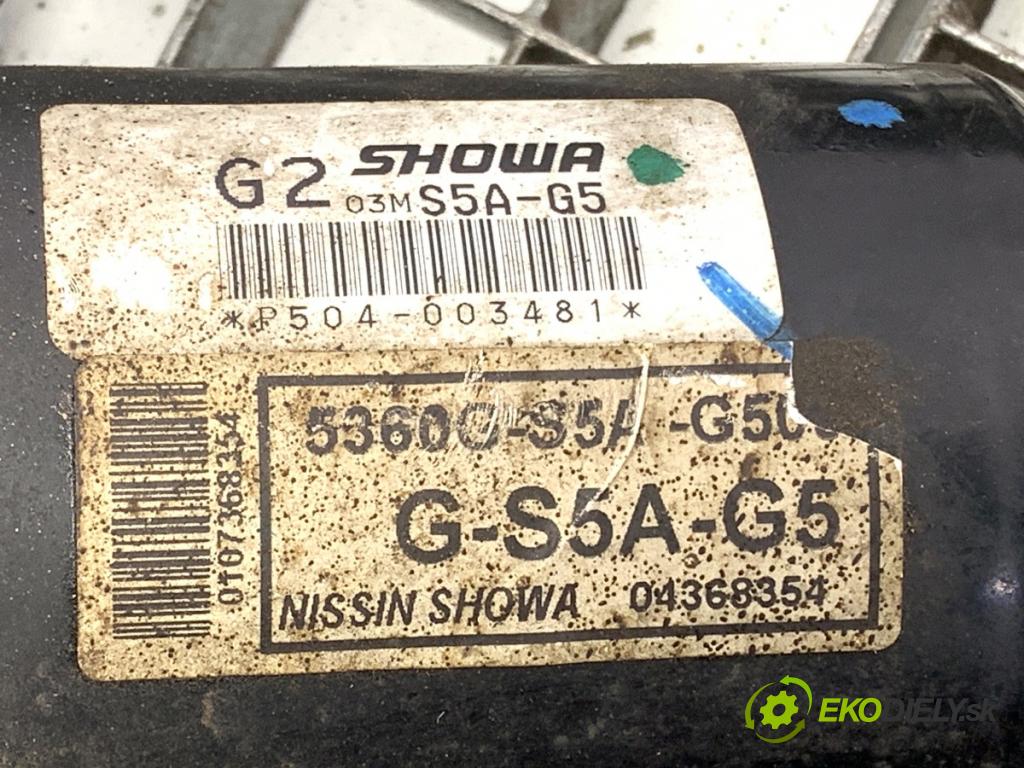 G2 SHOWA
03M S5A-G5
*P504-003481*
0107368354
G-S5A-G5
NISSIN SHOWA 04368354
EKODIELY.sk